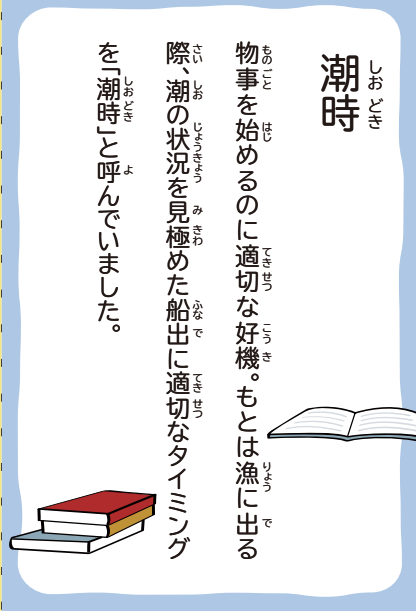 潮時
物事を始めるのに適切な好機。もとは漁に出る
際、潮の状況を見極めた船出に適切なタイミング
を「潮時」と呼んでいました。